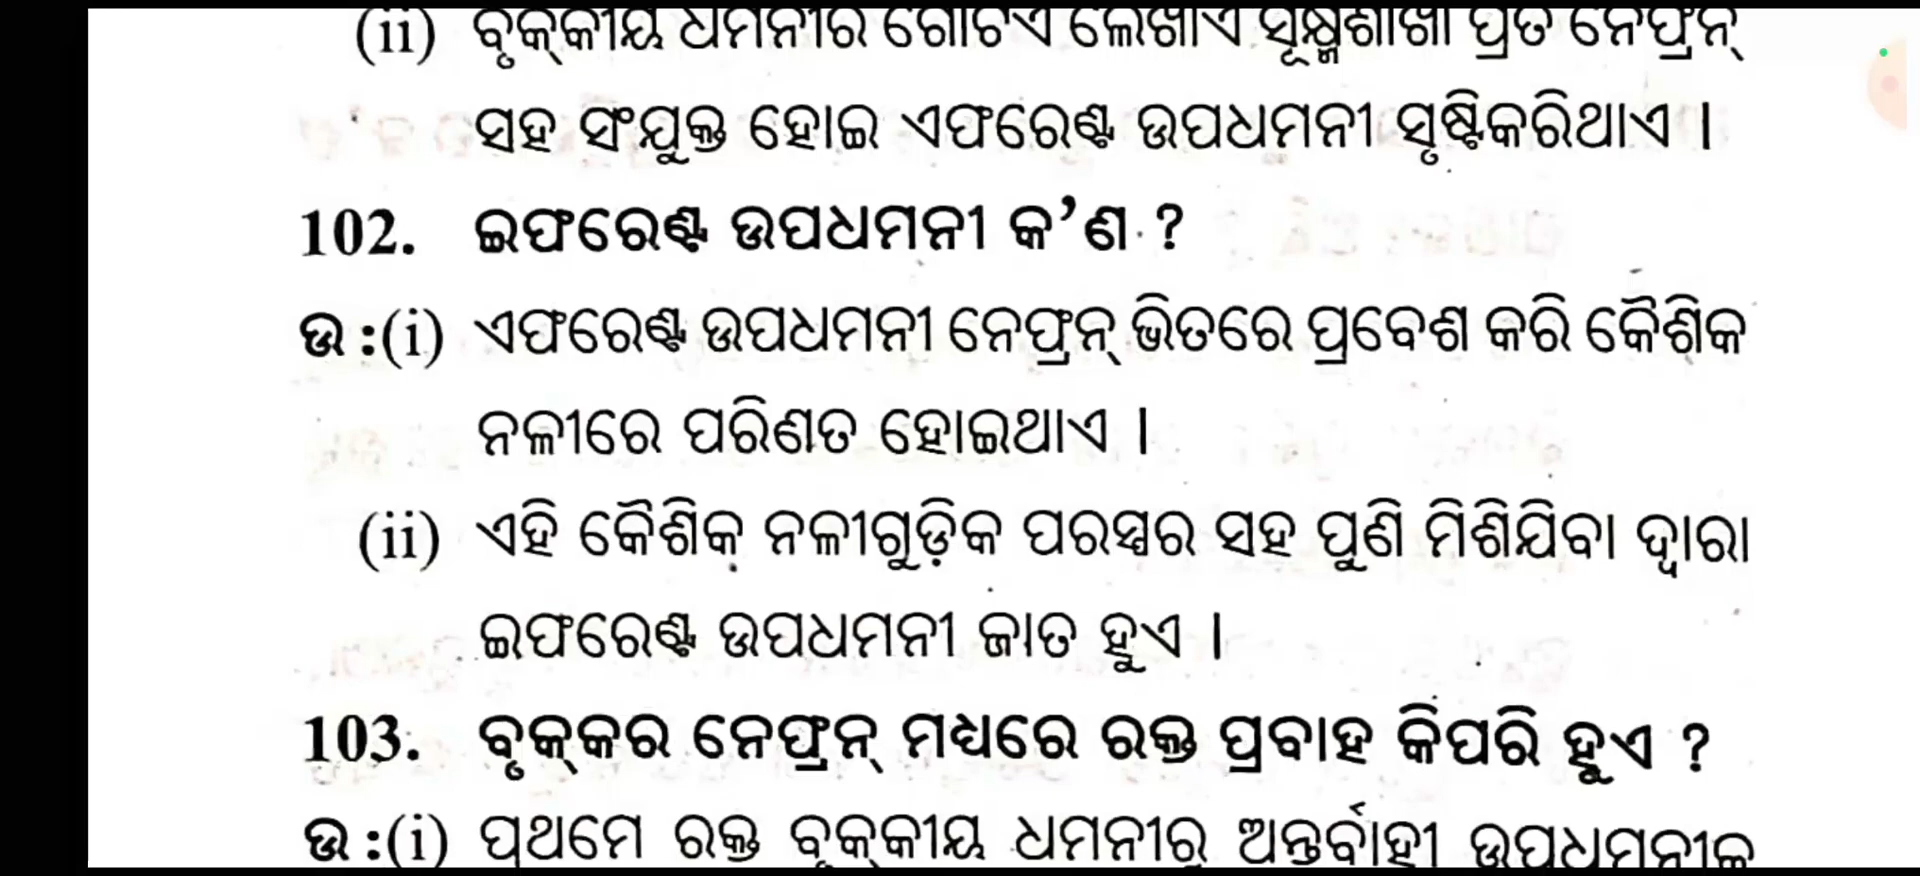 (ii) ବୃକ୍‌କୀୟ ଧମନୀର ଗୋଟିଏ ଲେଖାଏ ସୂକ୍ଷ୍ମଶାଖା ପ୍ରତି ନେଫ୍ରନ୍
ସହ ସଂଯୁକ୍ତ ହୋଇ ଏଫରେଣ୍ଟ ଉପଧମନୀ ସୃଷ୍ଟିକରିଥାଏ ।
102. ଇଫରେଣ୍ଟ ଉପଧମନୀ କ’ଣ ?
ଉ :(i) ଏଫରେଣ୍ଟ ଉପଧମନୀ ନେଫ୍ରନ୍ ଭିତରେ ପ୍ରବେଶ କରି କୈଶିକ
ନଳୀରେ ପରିଣତ ହୋଇଥାଏ ।
(ii) ଏହି କୈଶିକ ନଳୀଗୁଡ଼ିକ ପରସ୍ପର ସହ ପୁଣି ମିଶିଯିବା ଦ୍ୱାରା
ଇଫରେଣ୍ଟ ଉପଧମନୀ ଜାତ ହୁଏ ।
103. ବୃକ୍‌କର ନେଫ୍ରନ୍ ମଧ୍ୟରେ ରକ୍ତ ପ୍ରବାହ କିପରି ହୁଏ ?
ଉ :(i) ପ୍ରଥମେ ରକ୍ତ ବୃକ୍‌କୀୟ ଧମନୀରୁ ଅନ୍ତର୍ବାହୀ ଉପଧମନୀକୁ